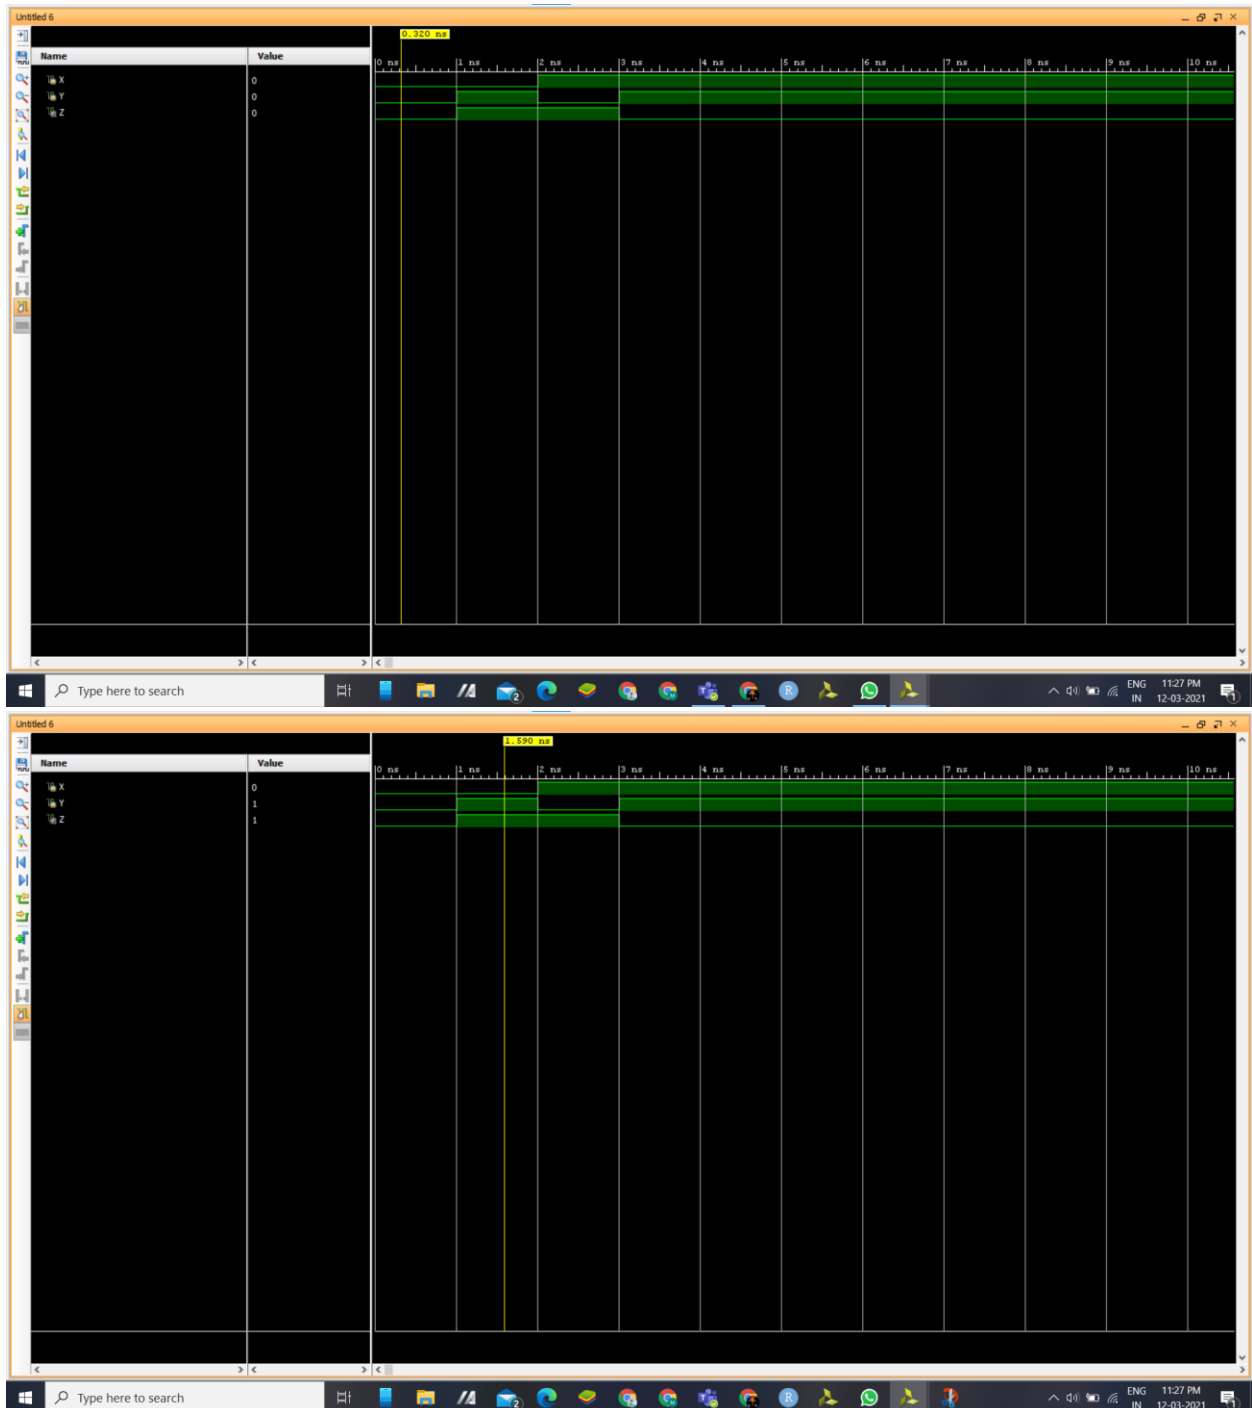 Untitled 6
0.320 ns
Name Value
0 ns 1 ns 2 ns 3 ns 4 ns 5 ns 6 ns 7 ns 8 ns 9 ns 10 ns
X 0
Y 0
Z 0
Type here to search
2
R
ENG 11:27 PM
IN 12-03-2021
1
Untitled 6
1.590 ns
Name Value
0 ns 1 ns 2 ns 3 ns 4 ns 5 ns 6 ns 7 ns 8 ns 9 ns 10 ns
X 0
Y 1
Z 1
Type here to search
2
R
ENG 11:27 PM
IN 12-03-2021
1